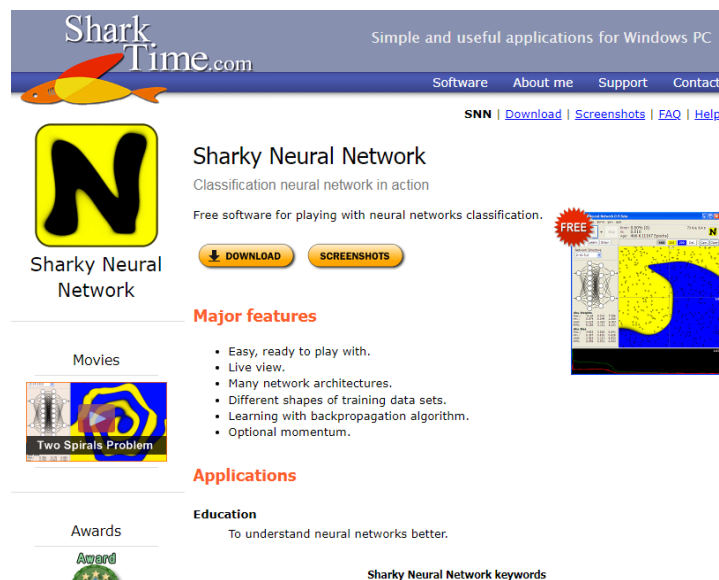 Shark
Time.com
Simple and useful applications for Windows PC
Software About me Support Contact
SNN | Download | Screenshots | FAQ | Help
N
Sharky Neural
Network
Sharky Neural Network
Classification neural network in action
Free software for playing with neural networks classification.
FREE
DOWNLOAD SCREENSHOTS
Major features
Easy, ready to play with.
Live view.
Many network architectures.
Different shapes of training data sets.
Learning with backpropagation algorithm.
Optional momentum.
Movies
Two Spirals Problem
Applications
Education
To understand neural networks better.
Awards
Award
Sharky Neural Network keywords